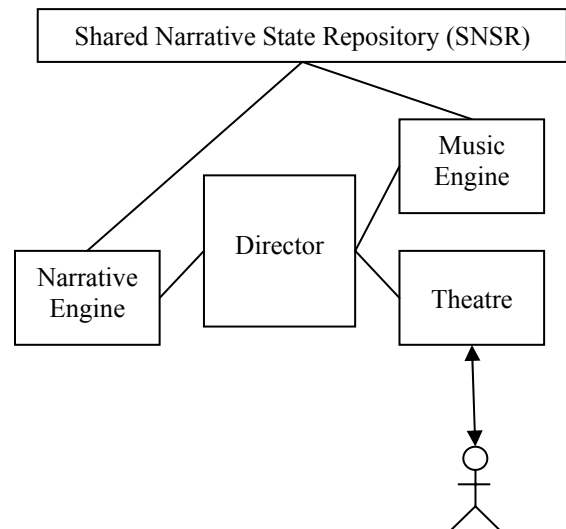 Shared Narrative State Repository (SNSR)
Music
Engine
Director
Narrative
Engine
Theatre